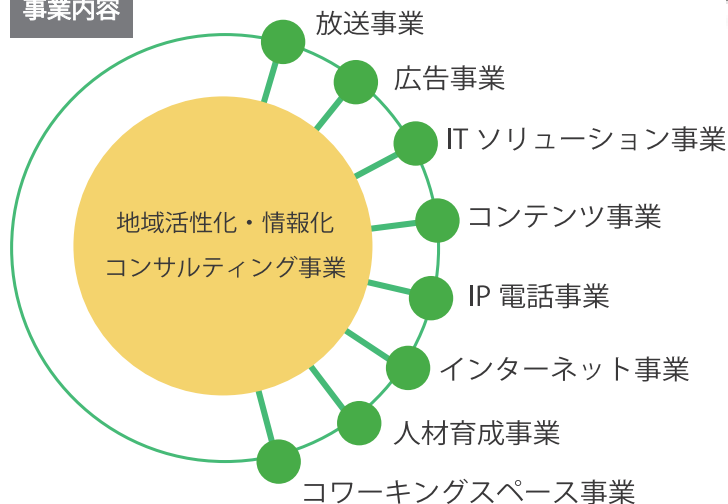 事業内容
放送事業
広告事業
IT ソリューション事業
コンテンツ事業
IP 電話事業
インターネット事業
人材育成事業
コワーキングスペース事業
地域活性化・情報化
コンサルティング事業